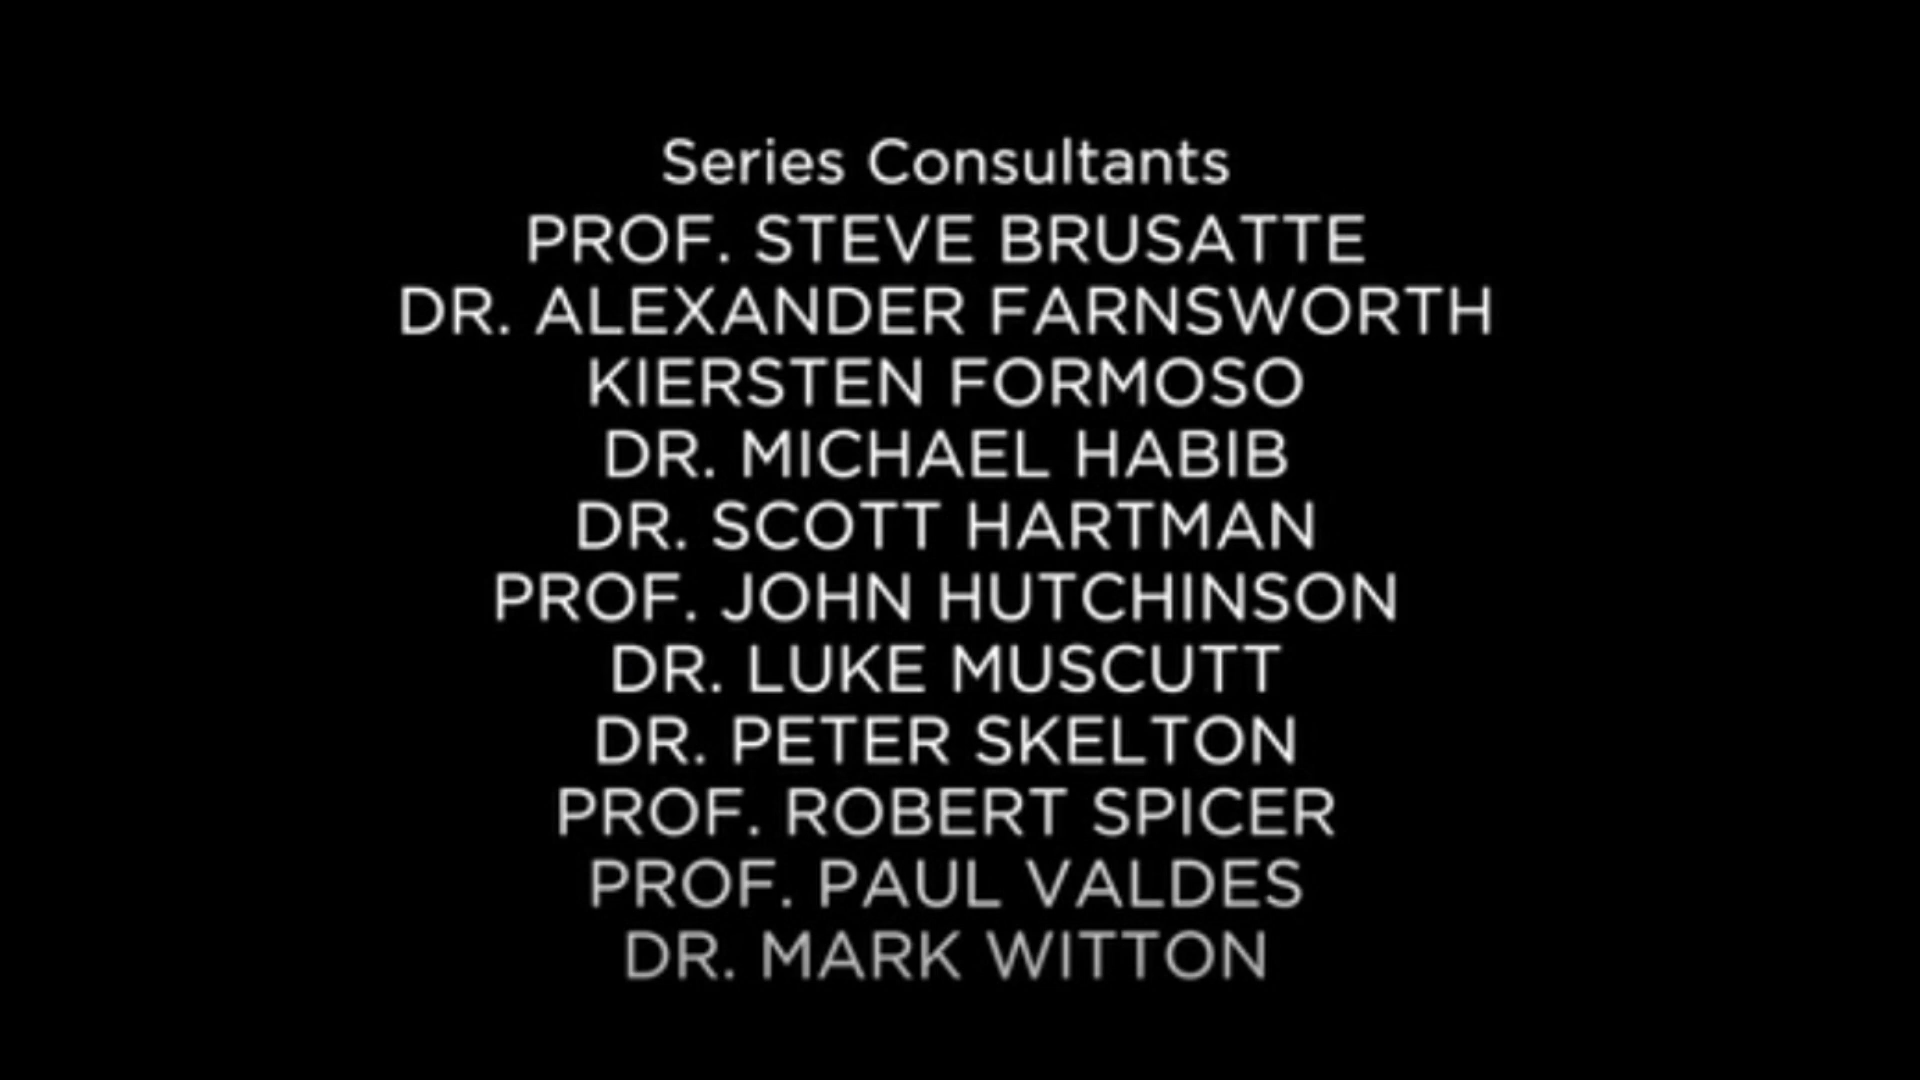 Series Consultants
PROF. STEVE BRUSATTE
DR. ALEXANDER FARNSWORTH
KIERSTEN FORMOSO
DR. MICHAEL HABIB
DR. SCOTT HARTMAN
PROF. JOHN HUTCHINSON
DR. LUKE MUSCUTT
DR. PETER SKELTON
PROF. ROBERT SPICER
PROF. PAUL VALDES
DR. MARK WITTON